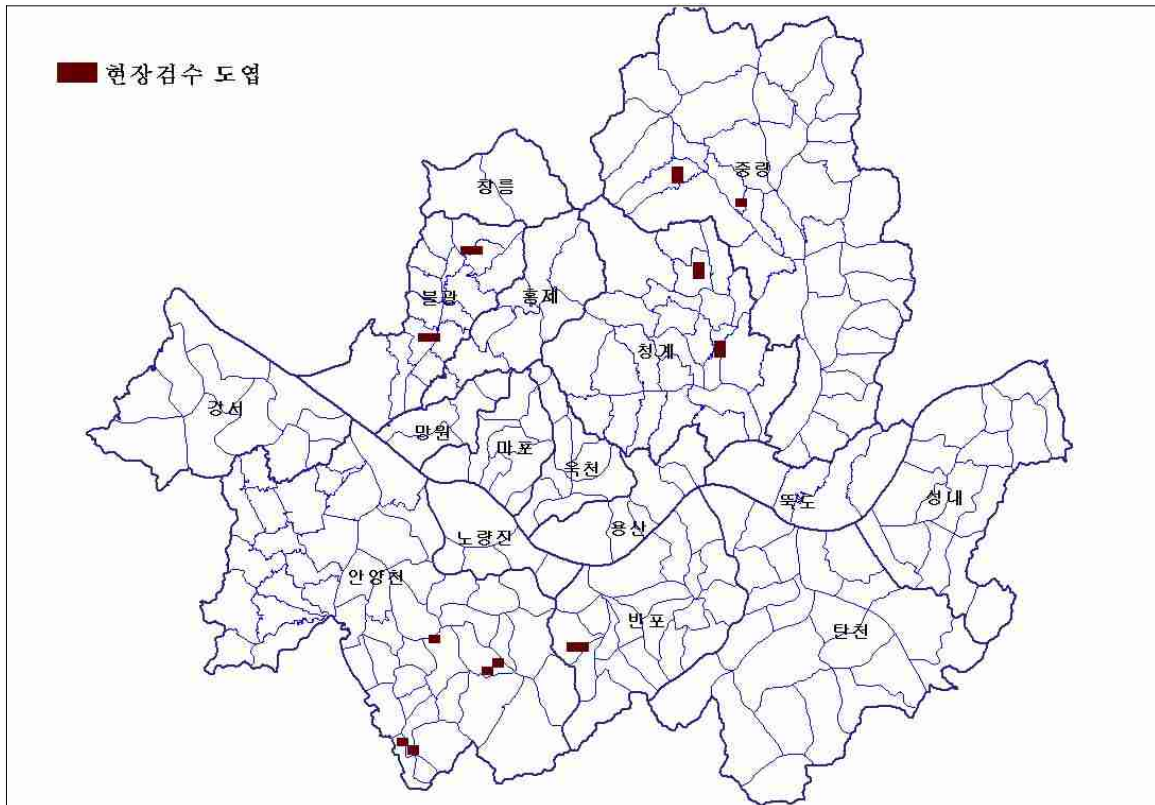 현장검수 도엽
중랑
창릉
불광
홍제
청계
강서
망원
마포
욱천
뚝도
성내
용산
노량진
안양천
반포
탄천